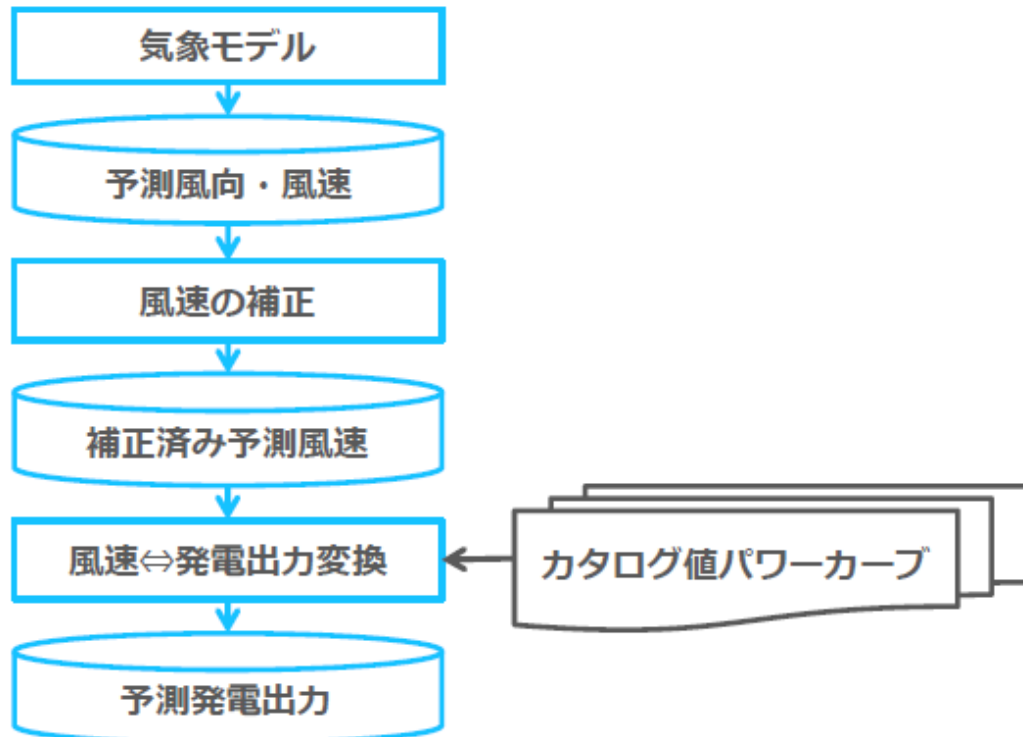 気象モデル
予測風向・風速
風速の補正
補正済み予測風速
風速⇔発電出力変換
カタログ値パワーカーブ
予測発電出力